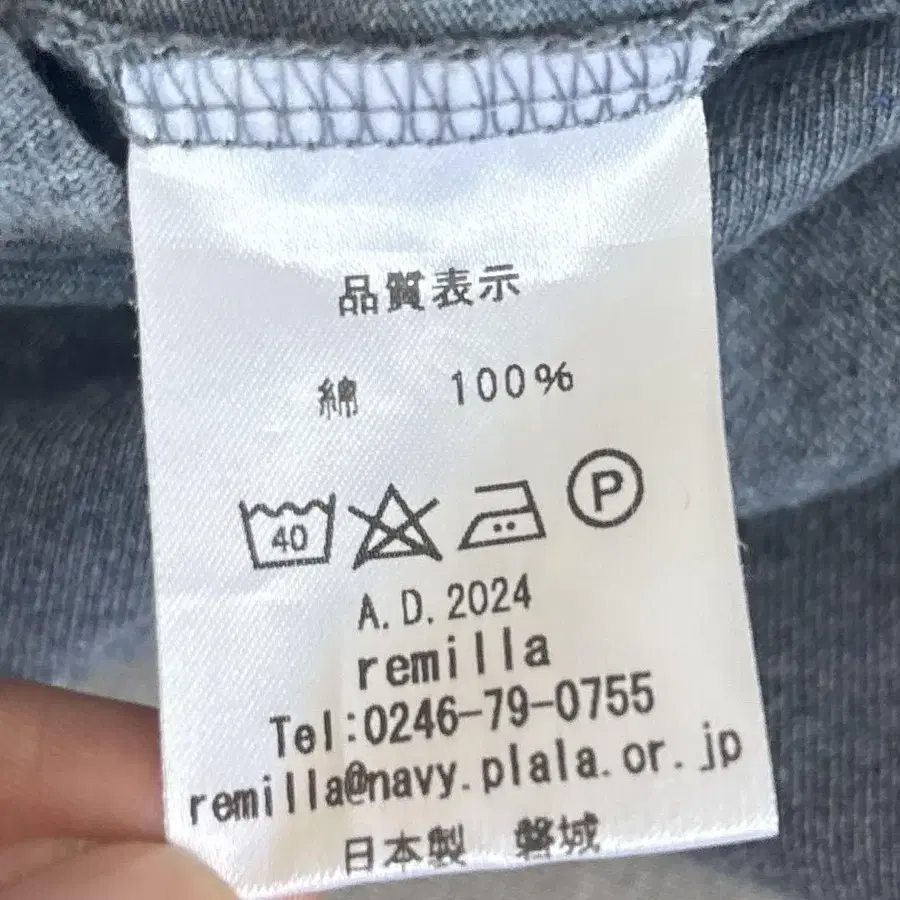 品質表示
綿 100%
40 P
A.D.2024
remilla
Tel:0246-79-0755
remilla@navy.plala.or.jp
日本製 磐城